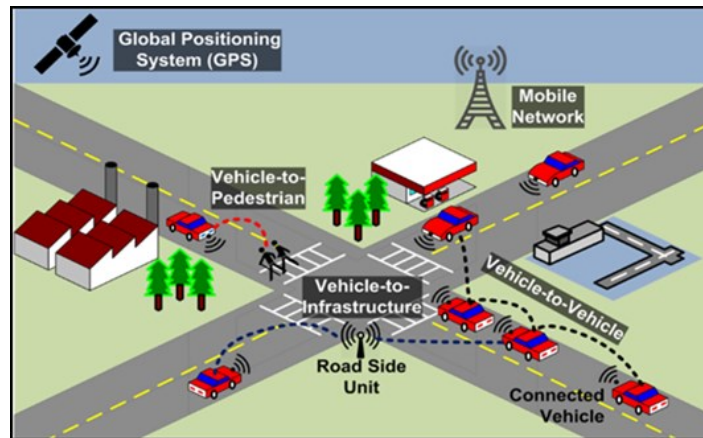 Global Positioning
System (GPS)
Mobile
Network
Vehicle-to-
Pedestrian
Vehicle-to-
Infrastructure
Vehicle-to-Vehicle
Road Side
Unit
Connected
Vehicle